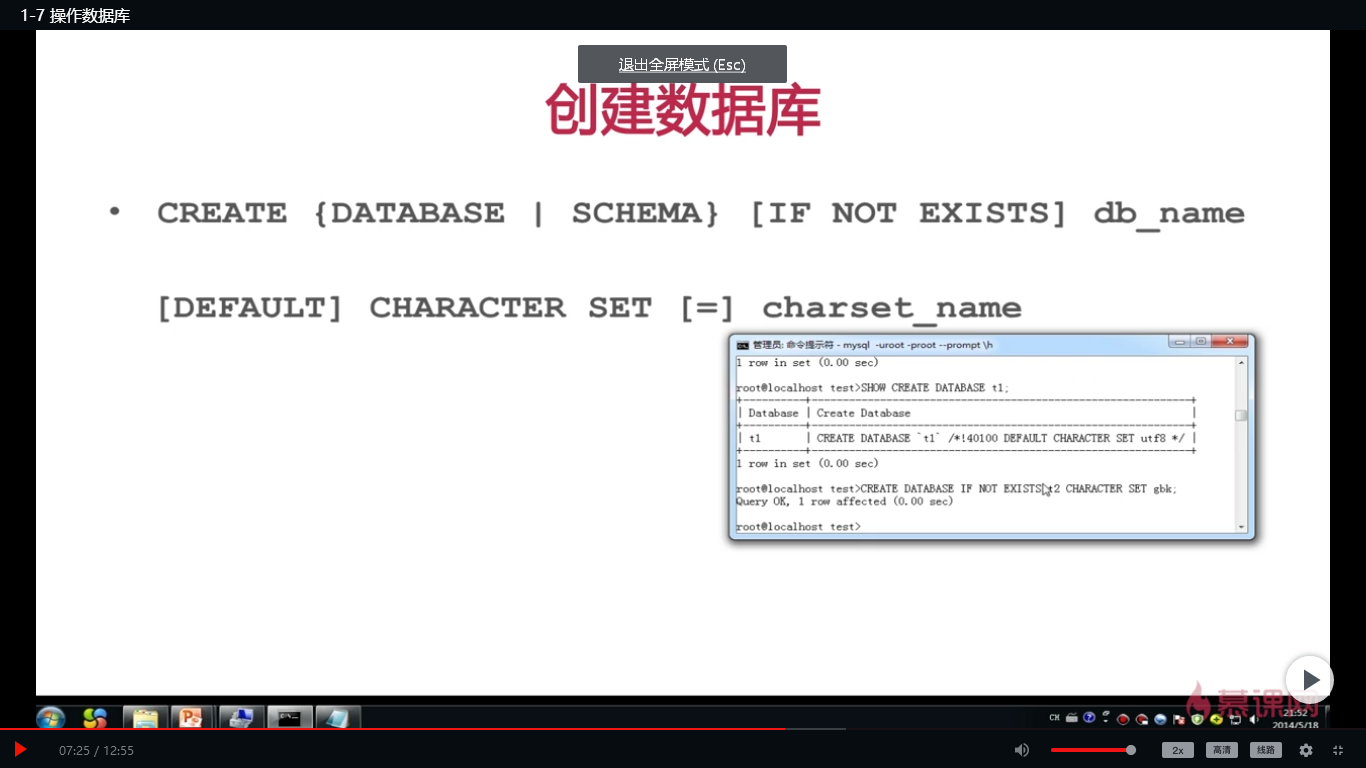 1-7 操作数据库
退出全屏模式 (Esc)
创建数据库
• CREATE {DATABASE | SCHEMA} [IF NOT EXISTS] db_name
[DEFAULT] CHARACTER SET [=] charset_name
管理员: 命令提示符 - mysql -uroot -proot --prompt \h
1 row in set (0.00 sec)
root@localhost test>SHOW CREATE DATABASE t1;
| Database | Create Database |
| t1 | CREATE DATABASE `t1` /*!40100 DEFAULT CHARACTER SET utf8 */ |
1 row in set (0.00 sec)
root@localhost test>CREATE DATABASE IF NOT EXISTS t2 CHARACTER SET gbk;
Query OK, 1 row affected (0.00 sec)
root@localhost test>
慕课网
CH
21:52
2014/5/18
07:25 / 12:55
2x
高清
线路